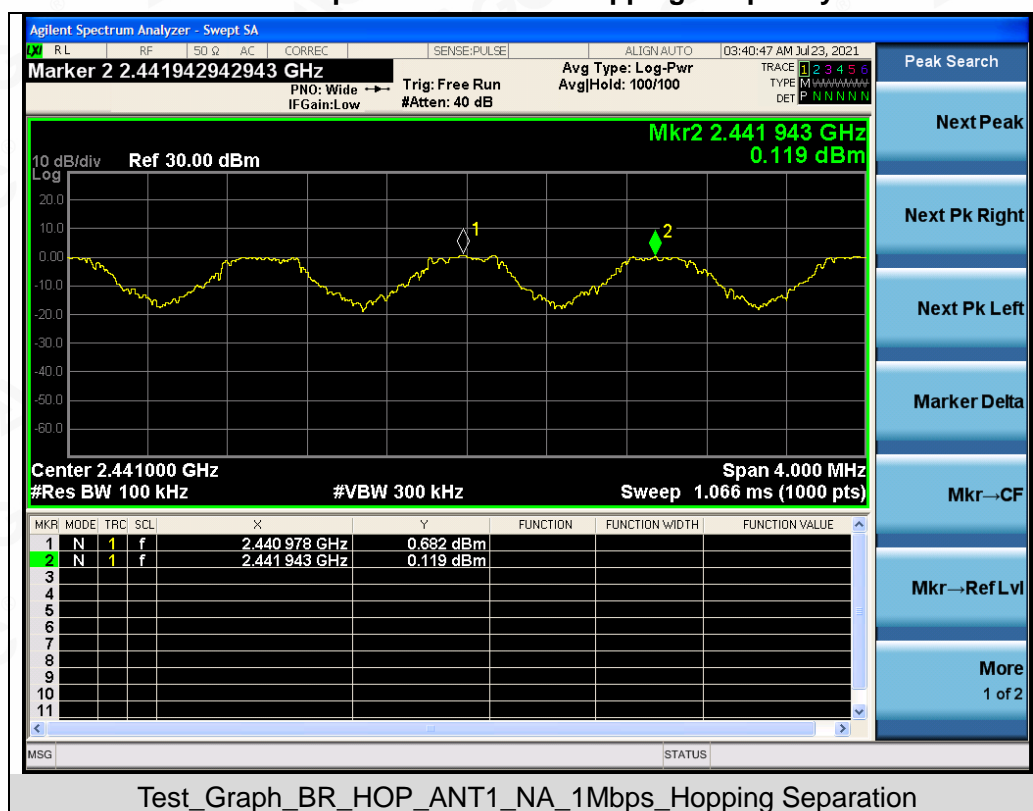 Agilent Spectrum Analyzer - Swept SA
LXI RL RF 50 Ω AC CORREC SENSE:PULSE ALIGN AUTO 03:40:47 AM Jul 23, 2021
Marker 2 2.441942942943 GHz
PNO: Wide
IFGain:Low
Trig: Free Run
#Atten: 40 dB
Avg Type: Log-Pwr
Avg|Hold: 100/100
TRACE 1 2 3 4 5 6
TYPE M
DET P N N N N N
Mkr2 2.441 943 GHz
0.119 dBm
10 dB/div Ref 30.00 dBm
Log
1
2
20.0
10.0
0.00
-10.0
-20.0
-30.0
-40.0
-50.0
-60.0
Center 2.441000 GHz Span 4.000 MHz
#Res BW 100 kHz #VBW 300 kHz Sweep 1.066 ms (1000 pts)
MKR MODE TRC SCL X Y FUNCTION FUNCTION WIDTH FUNCTION VALUE
1 N 1 f 2.440 978 GHz 0.682 dBm
2 N 1 f 2.441 943 GHz 0.119 dBm
3
4
5
6
7
8
9
10
11
MSG STATUS
Peak Search
Next Peak
Next Pk Right
Next Pk Left
Marker Delta
Mkr→CF
Mkr→Ref Lvl
More
1 of 2
Test_Graph_BR_HOP_ANT1_NA_1Mbps_Hopping Separation